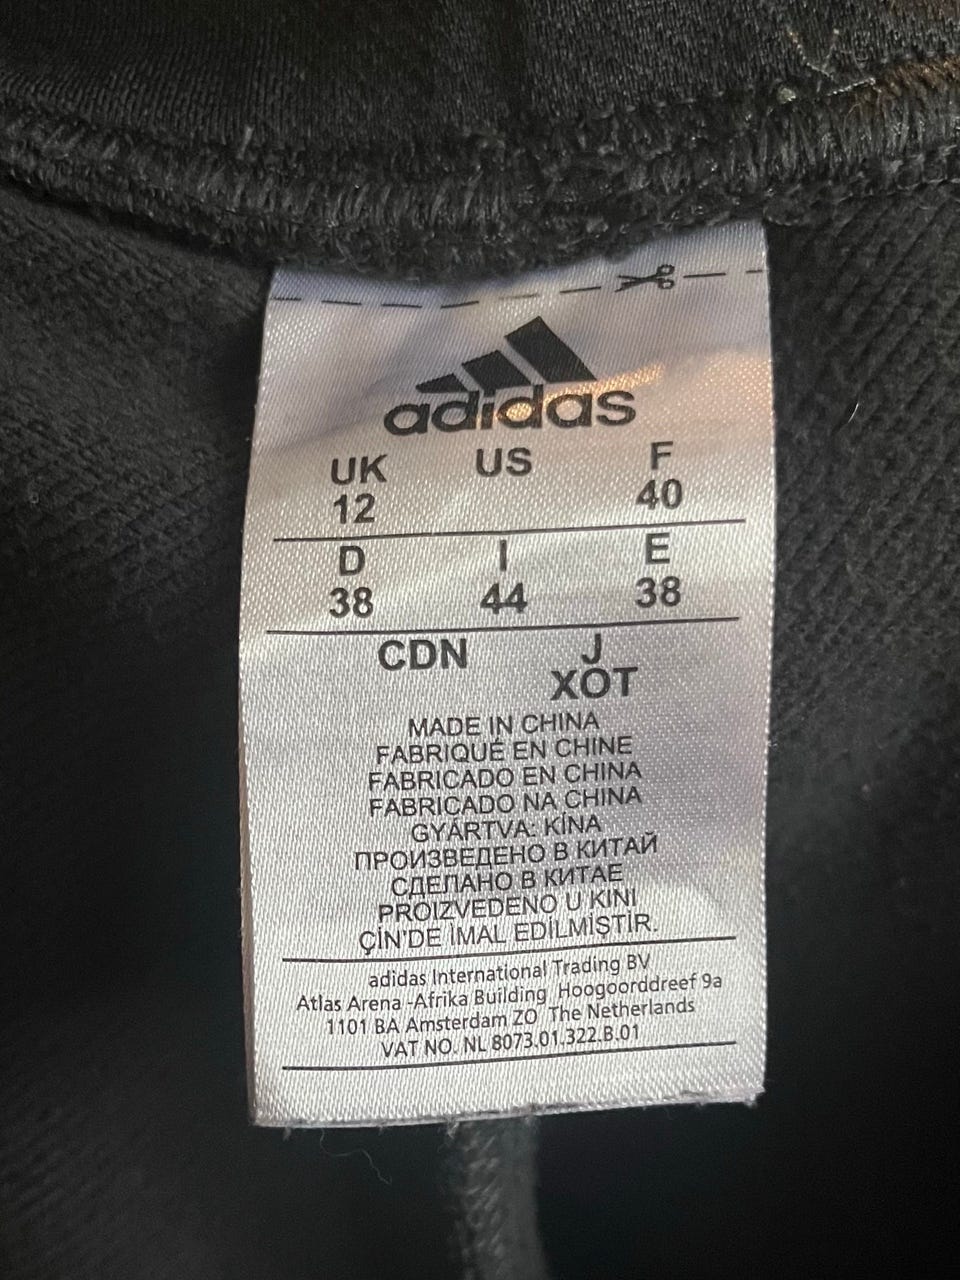 adidas
UK US F
12 40
D I E
38 44 38
CDN J
XOT
MADE IN CHINA
FABRIQUÉ EN CHINE
FABRICADO EN CHINA
FABRICADO NA CHINA
GYÁRTVA: KÍNA
ПРОИЗВЕДЕНО В КИТАЙ
СДЕЛАНО В КИТАЕ
PROIZVEDENO U KINI
ÇİN'DE İMAL EDİLMİŞTİR.
adidas International Trading BV
Atlas Arena -Afrika Building Hoogoorddreef 9a
1101 BA Amsterdam ZO The Netherlands
VAT NO. NL 8073.01.322.B.01